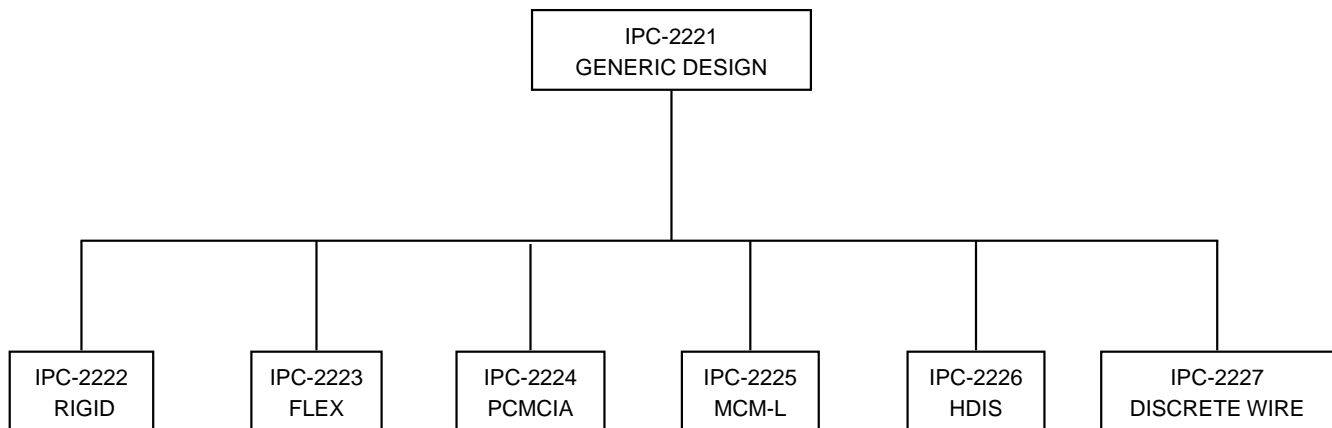 IPC-2221
GENERIC DESIGN
IPC-2222
RIGID
IPC-2223
FLEX
IPC-2224
PCMCIA
IPC-2225
MCM-L
IPC-2226
HDIS
IPC-2227
DISCRETE WIRE